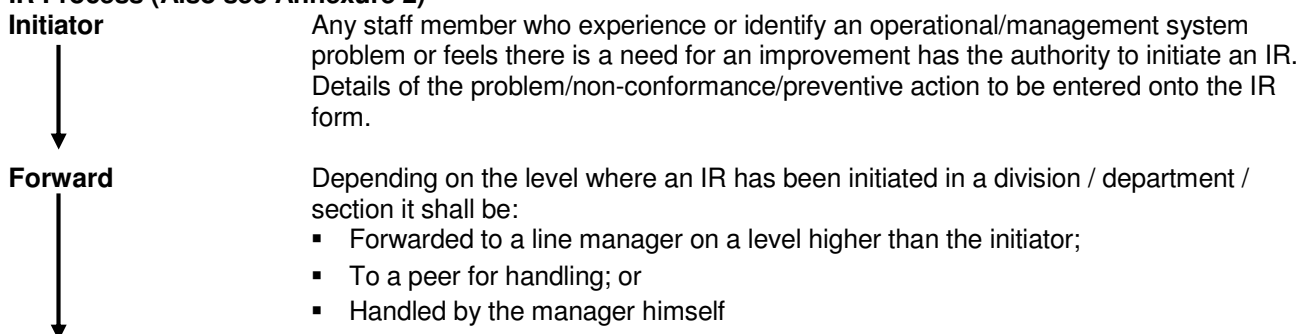 IR Process (Also see Annexure 2)
Initiator Any staff member who experience or identify an operational/management system
problem or feels there is a need for an improvement has the authority to initiate an IR.
Details of the problem/non-conformance/preventive action to be entered onto the IR
form.
Forward Depending on the level where an IR has been initiated in a division / department /
section it shall be:
▪ Forwarded to a line manager on a level higher than the initiator;
▪ To a peer for handling; or
▪ Handled by the manager himself